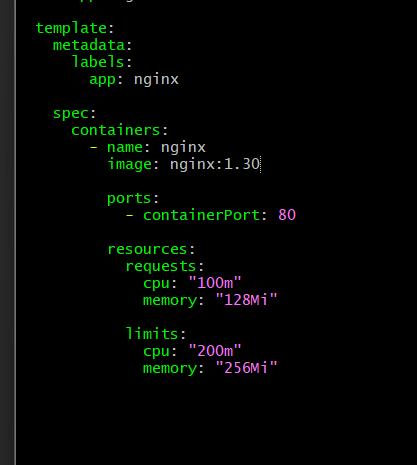 template:
metadata:
labels:
app: nginx
spec:
containers:
- name: nginx
image: nginx:1.30
ports:
- containerPort: 80
resources:
requests:
cpu: "100m"
memory: "128Mi"
limits:
cpu: "200m"
memory: "256Mi"